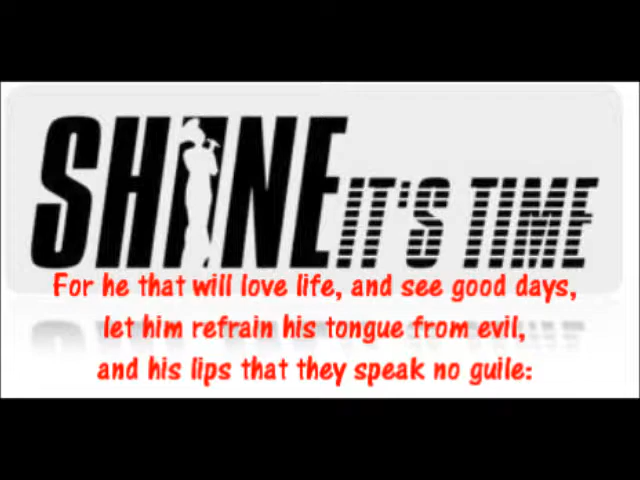 SHINE IT'S TIME
For he that will love life, and see good days,
let him refrain his tongue from evil,
and his lips that they speak no guile: